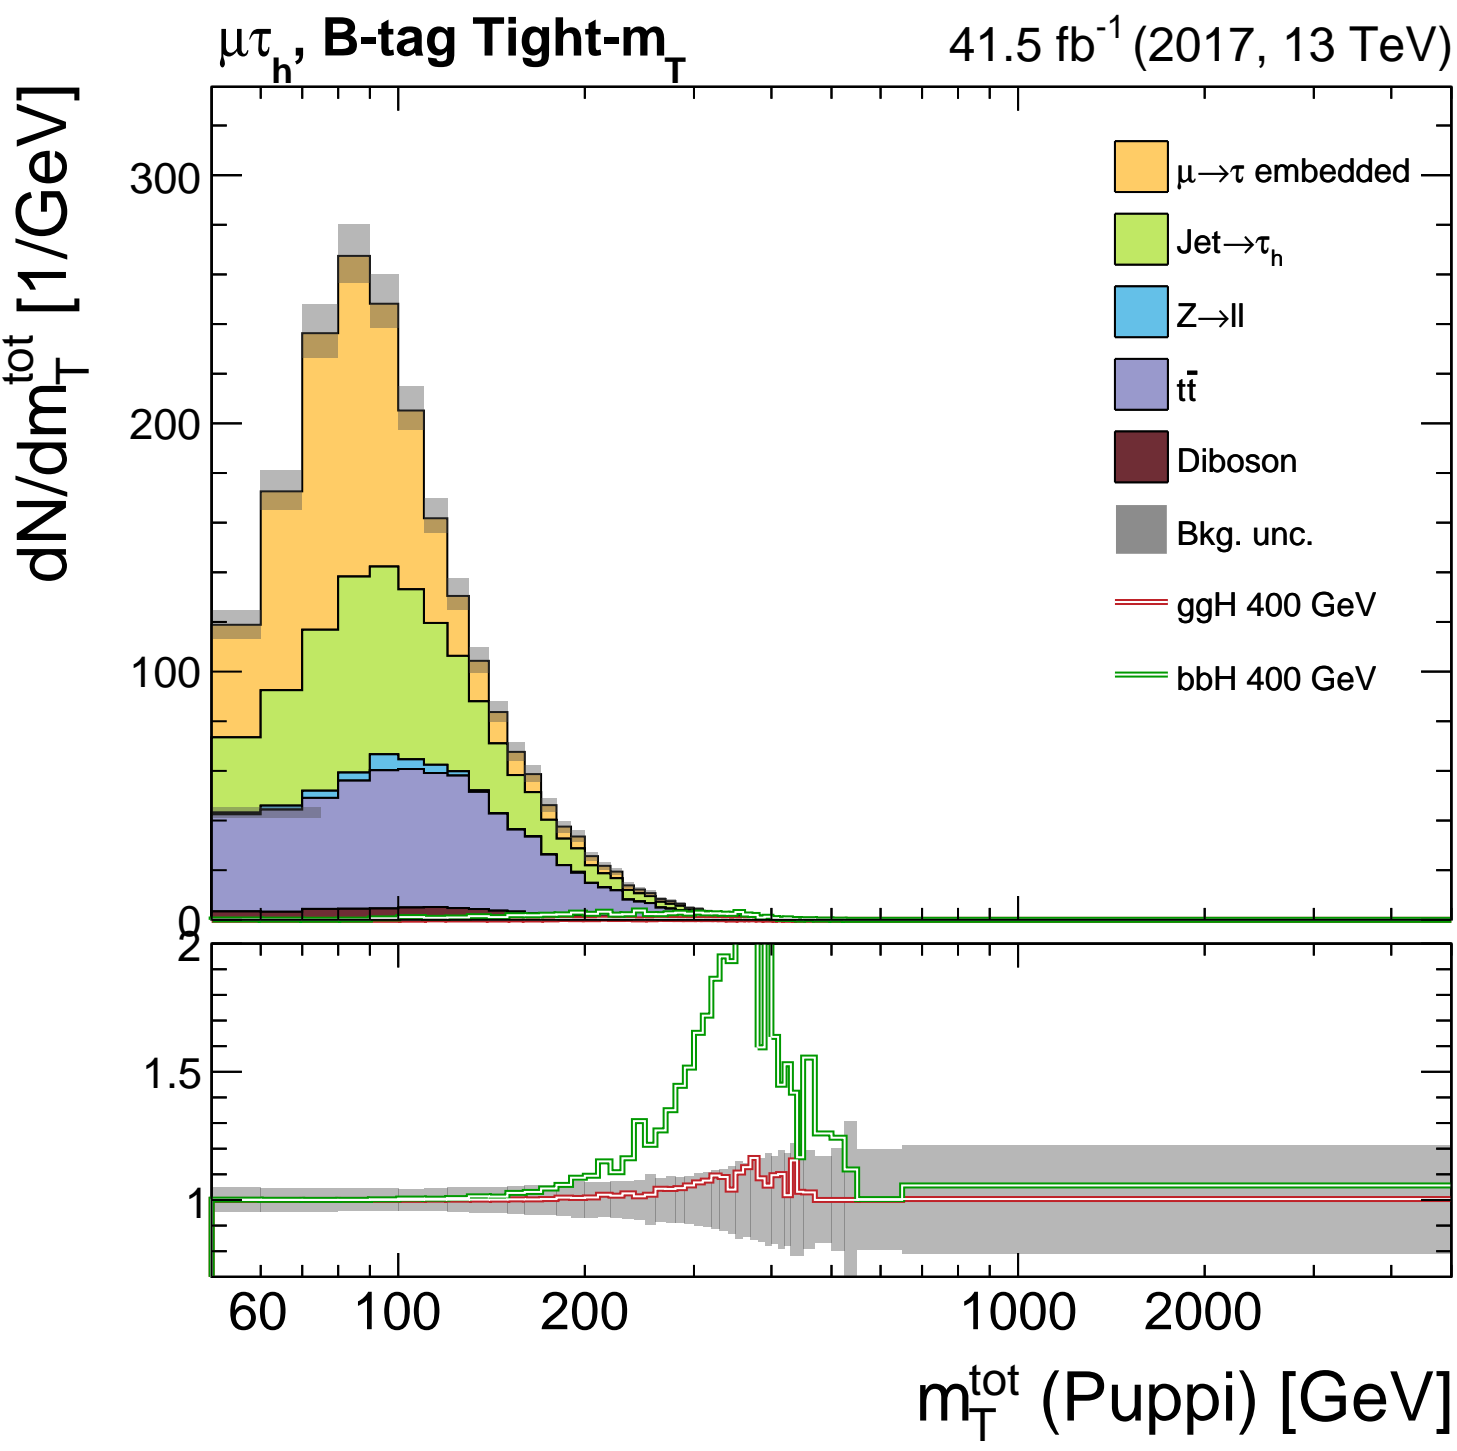 μτh, B-tag Tight-mT
41.5 fb-1 (2017, 13 TeV)
dN/dmTtot [1/GeV]
300
200
100
0
μ→τ embedded
Jet→τh
Z→ll
tt̄
Diboson
Bkg. unc.
ggH 400 GeV
bbH 400 GeV
2
1.5
1
60 100 200 1000 2000
mTtot (Puppi) [GeV]